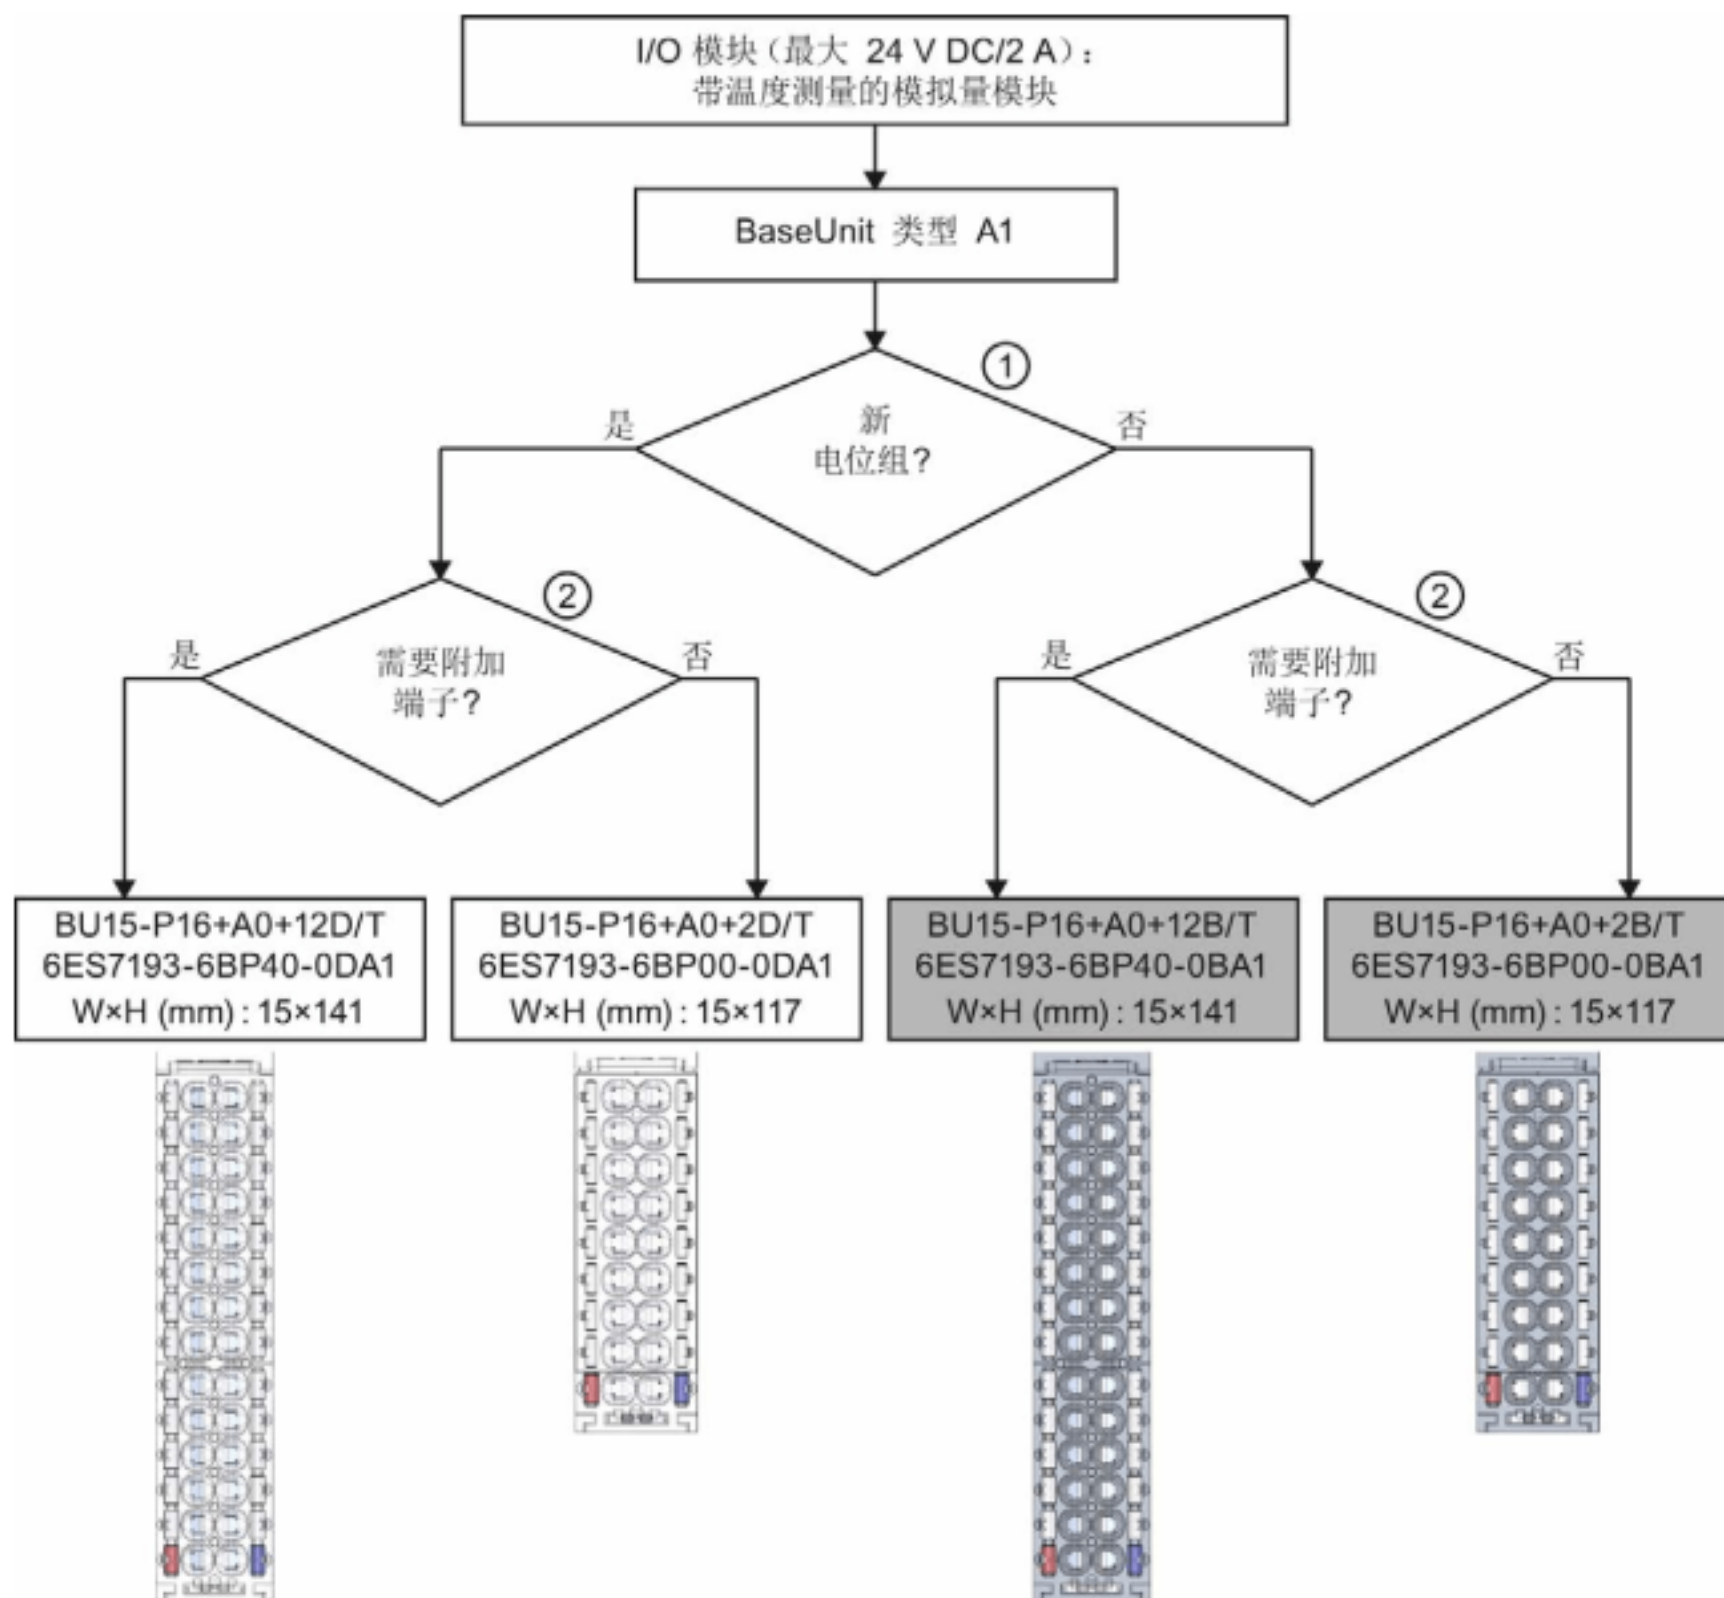 I/O 模块（最大 24 V DC/2 A）：
带温度测量的模拟量模块
BaseUnit 类型 A1
①
新
电位组?
是
否
②
需要附加
端子?
是
否
②
需要附加
端子?
是
否
BU15-P16+A0+12D/T
6ES7193-6BP40-0DA1
W×H (mm) : 15×141
BU15-P16+A0+2D/T
6ES7193-6BP00-0DA1
W×H (mm) : 15×117
BU15-P16+A0+12B/T
6ES7193-6BP40-0BA1
W×H (mm) : 15×141
BU15-P16+A0+2B/T
6ES7193-6BP00-0BA1
W×H (mm) : 15×117